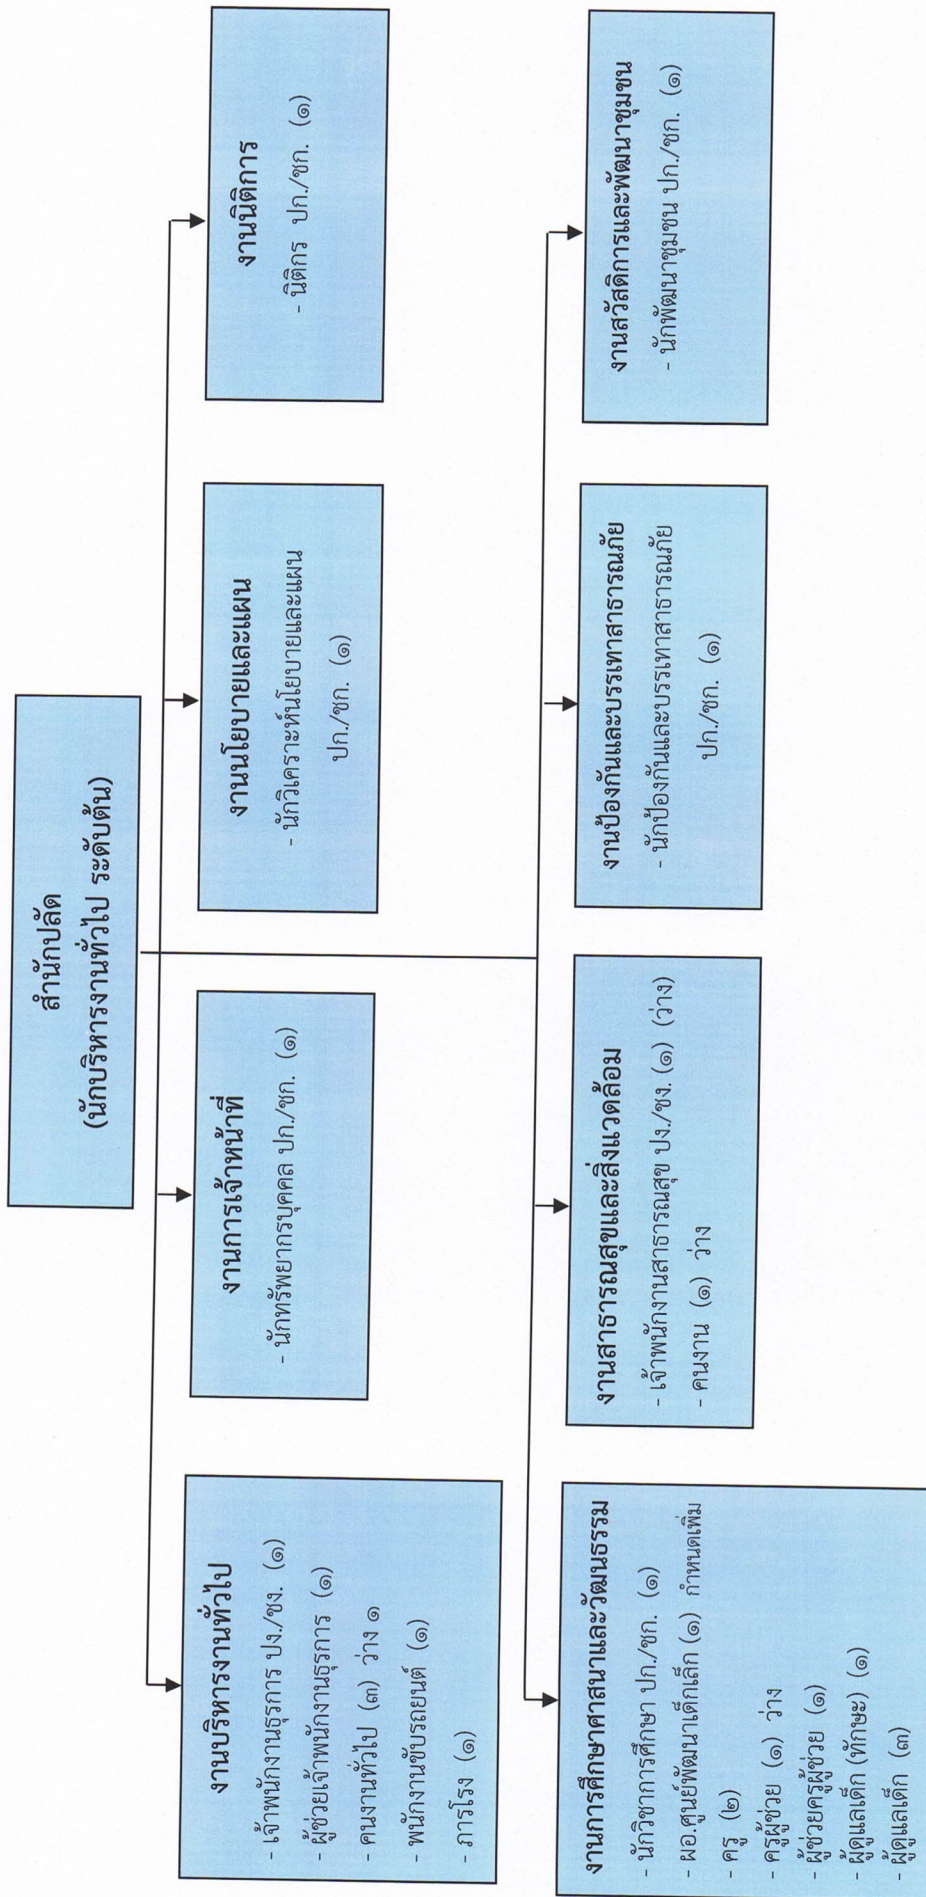 สำนักปลัด
(นักบริหารงานทั่วไป ระดับต้น)
งานบริหารงานทั่วไป
- เจ้าพนักงานธุรการ ปง./ชง. (๑)
- ผู้ช่วยเจ้าพนักงานธุรการ (๑)
- คนงานทั่วไป (๓) ว่าง ๑
- พนักงานขับรถยนต์ (๑)
- ภารโรง (๑)
งานการเจ้าหน้าที่
- นักทรัพยากรบุคคล ปก./ชก. (๑)
งานนโยบายและแผน
- นักวิเคราะห์นโยบายและแผน
ปก./ชก. (๑)
งานนิติการ
- นิติกร ปก./ชก. (๑)
งานการศึกษาศาสนาและวัฒนธรรม
- นักวิชาการศึกษา ปก./ชก. (๑)
- ผอ.ศูนย์พัฒนาเด็กเล็ก (๑) กำหนดเพิ่ม
- ครู (๒)
- ครูผู้ช่วย (๑) ว่าง
- ผู้ช่วยครูผู้ช่วย (๑)
- ผู้ดูแลเด็ก (ทักษะ) (๑)
- ผู้ดูแลเด็ก (๓)
งานสาธารณสุขและสิ่งแวดล้อม
- เจ้าพนักงานสาธารณสุข ปง./ชง. (๑) (ว่าง)
- คนงาน (๑) ว่าง
งานป้องกันและบรรเทาสาธารณภัย
- นักป้องกันและบรรเทาสาธารณภัย
ปก./ชก. (๑)
งานสวัสดิการและพัฒนาชุมชน
- นักพัฒนาชุมชน ปก./ชก. (๑)